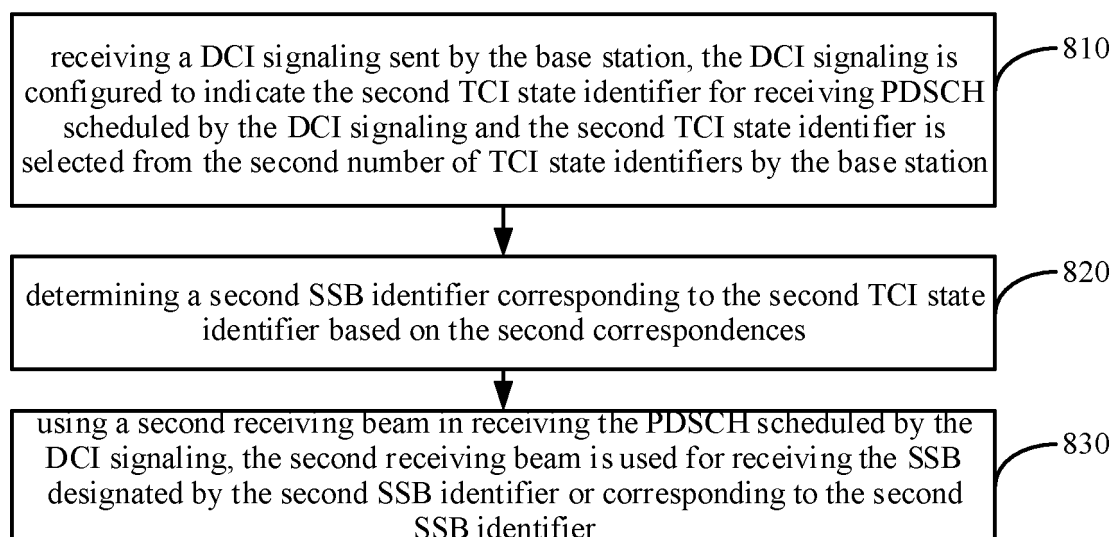 receiving a DCI signaling sent by the base station, the DCI signaling is
configured to indicate the second TCI state identifier for receiving PDSCH
scheduled by the DCI signaling and the second TCI state identifier is
selected from the second number of TCI state identifiers by the base station
810
determining a second SSB identifier corresponding to the second TCI state
identifier based on the second correspondences
820
using a second receiving beam in receiving the PDSCH scheduled by the
DCI signaling, the second receiving beam is used for receiving the SSB
designated by the second SSB identifier or corresponding to the second
SSB identifier
830